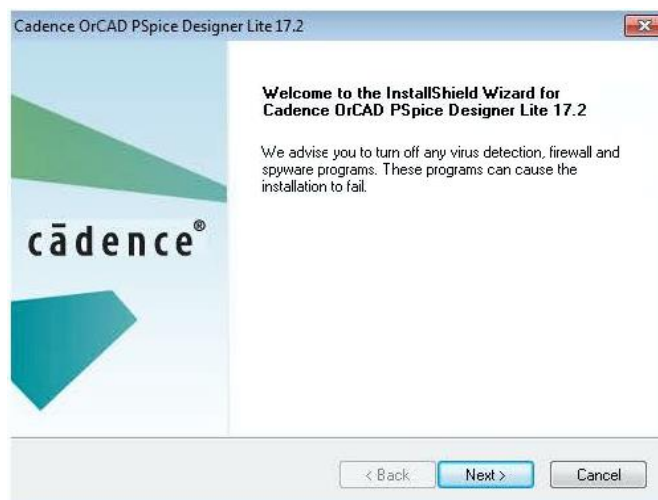 Cadence OrCAD PSpice Designer Lite 17.2
Welcome to the InstallShield Wizard for
Cadence OrCAD PSpice Designer Lite 17.2
We advise you to turn off any virus detection, firewall and
spyware programs. These programs can cause the
installation to fail.
cādence®
< Back Next > Cancel